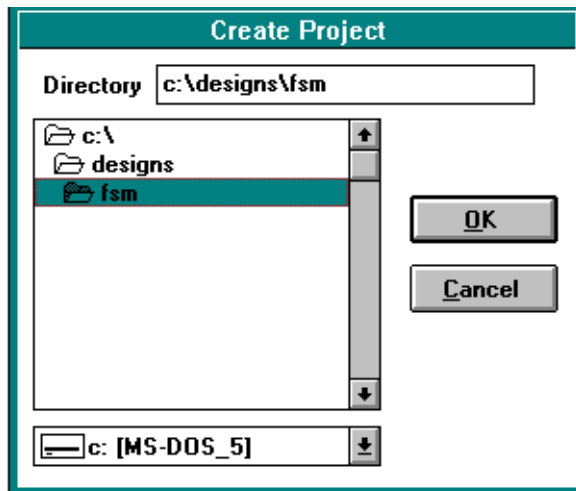 Create Project
Directory c:\designs\fsm
c:\
designs
fsm
OK
Cancel
c: [MS-DOS_5]